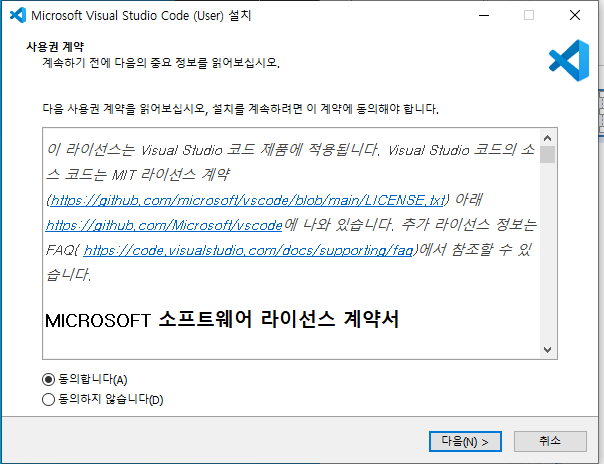 Microsoft Visual Studio Code (User) 설치
사용권 계약
계속하기 전에 다음의 중요 정보를 읽어보십시오.
다음 사용권 계약을 읽어보십시오, 설치를 계속하려면 이 계약에 동의해야 합니다.
이 라이선스는 Visual Studio 코드 제품에 적용됩니다. Visual Studio 코드의 소
스 코드는 MIT 라이선스 계약
(https://github.com/microsoft/vscode/blob/main/LICENSE.txt) 아래
https://github.com/Microsoft/vscode에 나와 있습니다. 추가 라이선스 정보는
FAQ( https://code.visualstudio.com/docs/supporting/faq)에서 참조할 수 있
습니다.
MICROSOFT 소프트웨어 라이선스 계약서
동의합니다(A)
동의하지 않습니다(D)
다음(N) >
취소